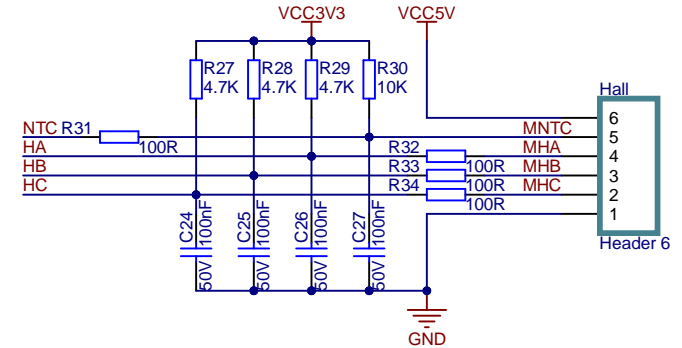 VCC3V3 VCC5V
R27 R28 R29 R30
4.7K 4.7K 4.7K 10K
Hall
6
NTC R31 MNTC 5
100R
HA R32 MHA 4
HB R33 100R MHB 3
HC R34 100R MHC 2
100R
1
C24 100nF C25 100nF C26 100nF C27 100nF
50V 50V 50V 50V
Header 6
GND